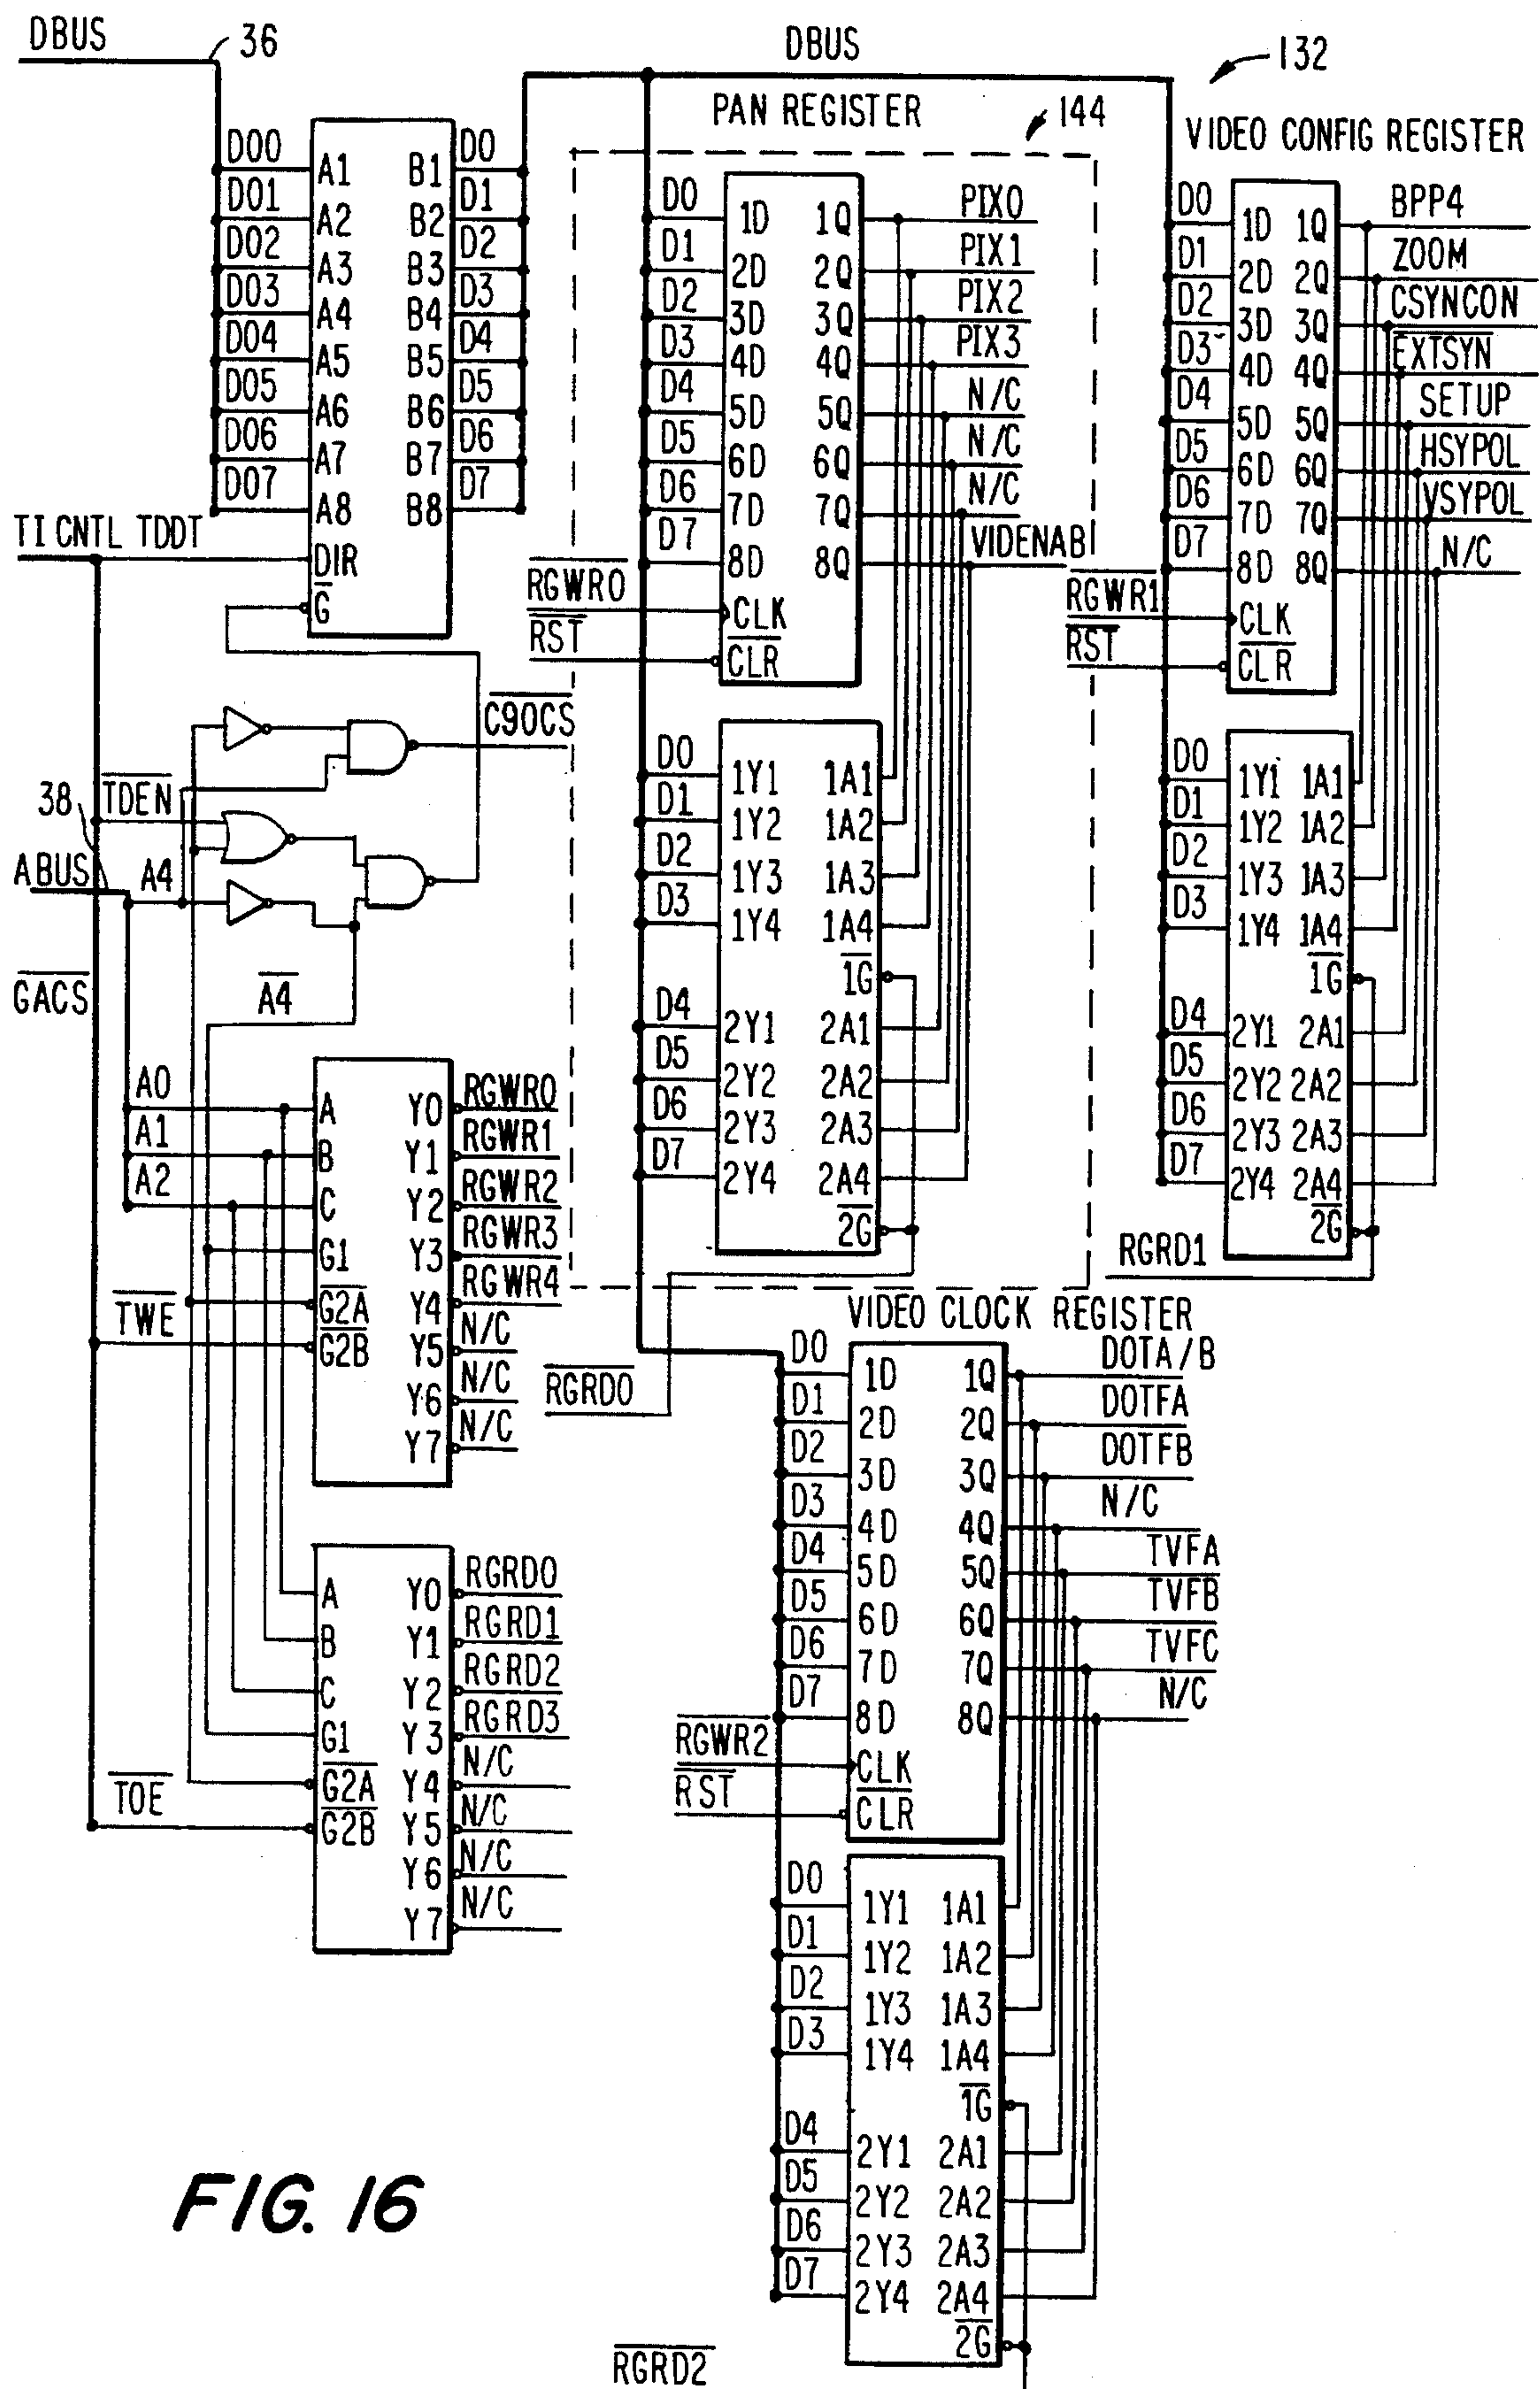 DBUS
36
DBUS
132
PAN REGISTER
144
VIDEO CONFIG REGISTER
D00 A1 B1 D0
D01 A2 B2 D1
D02 A3 B3 D2
D03 A4 B4 D3
D04 A5 B5 D4
D05 A6 B6 D5
D06 A7 B7 D6
D07 A8 B8 D7
TI CNTL TDDT DIR
G
D0 1D 1Q PIX0
D1 2D 2Q PIX1
D2 3D 3Q PIX2
D3 4D 4Q PIX3
D4 5D 5Q N/C
D5 6D 6Q N/C
D6 7D 7Q N/C
D7 8D 8Q VIDENAB
RGWR0 CLK
RST CLR
D0 1D 1Q BPP4
D1 2D 2Q ZOOM
D2 3D 3Q CSYNCON
D3 4D 4Q EXTSYN
D4 5D 5Q SETUP
D5 6D 6Q HSYPOL
D6 7D 7Q VSYPOL
D7 8D 8Q N/C
RGWR1 CLK
RST CLR
C90CS
TDEN
38
ABUS A4
GACS
A4
D0 1Y1 1A1
D1 1Y2 1A2
D2 1Y3 1A3
D3 1Y4 1A4
1G
D4 2Y1 2A1
D5 2Y2 2A2
D6 2Y3 2A3
D7 2Y4 2A4
2G
RGRD0
D0 1Y1 1A1
D1 1Y2 1A2
D2 1Y3 1A3
D3 1Y4 1A4
1G
D4 2Y1 2A1
D5 2Y2 2A2
D6 2Y3 2A3
D7 2Y4 2A4
2G
RGRD1
A0 A Y0 RGWR0
A1 B Y1 RGWR1
A2 C Y2 RGWR2
G1 Y3 RGWR3
G2A Y4 RGWR4
TWE G2B Y5 N/C
Y6 N/C
Y7 N/C
A Y0 RGRD0
B Y1 RGRD1
C Y2 RGRD2
G1 Y3 RGRD3
G2A Y4 N/C
TOE G2B Y5 N/C
Y6 N/C
Y7 N/C
VIDEO CLOCK REGISTER
D0 1D 1Q DOTA/B
D1 2D 2Q DOTFA
D2 3D 3Q DOTFB
D3 4D 4Q N/C
D4 5D 5Q TVFA
D5 6D 6Q TVFB
D6 7D 7Q TVFC
D7 8D 8Q N/C
RGWR2 CLK
RST CLR
D0 1Y1 1A1
D1 1Y2 1A2
D2 1Y3 1A3
D3 1Y4 1A4
1G
D4 2Y1 2A1
D5 2Y2 2A2
D6 2Y3 2A3
D7 2Y4 2A4
2G
RGRD2
FIG. 16